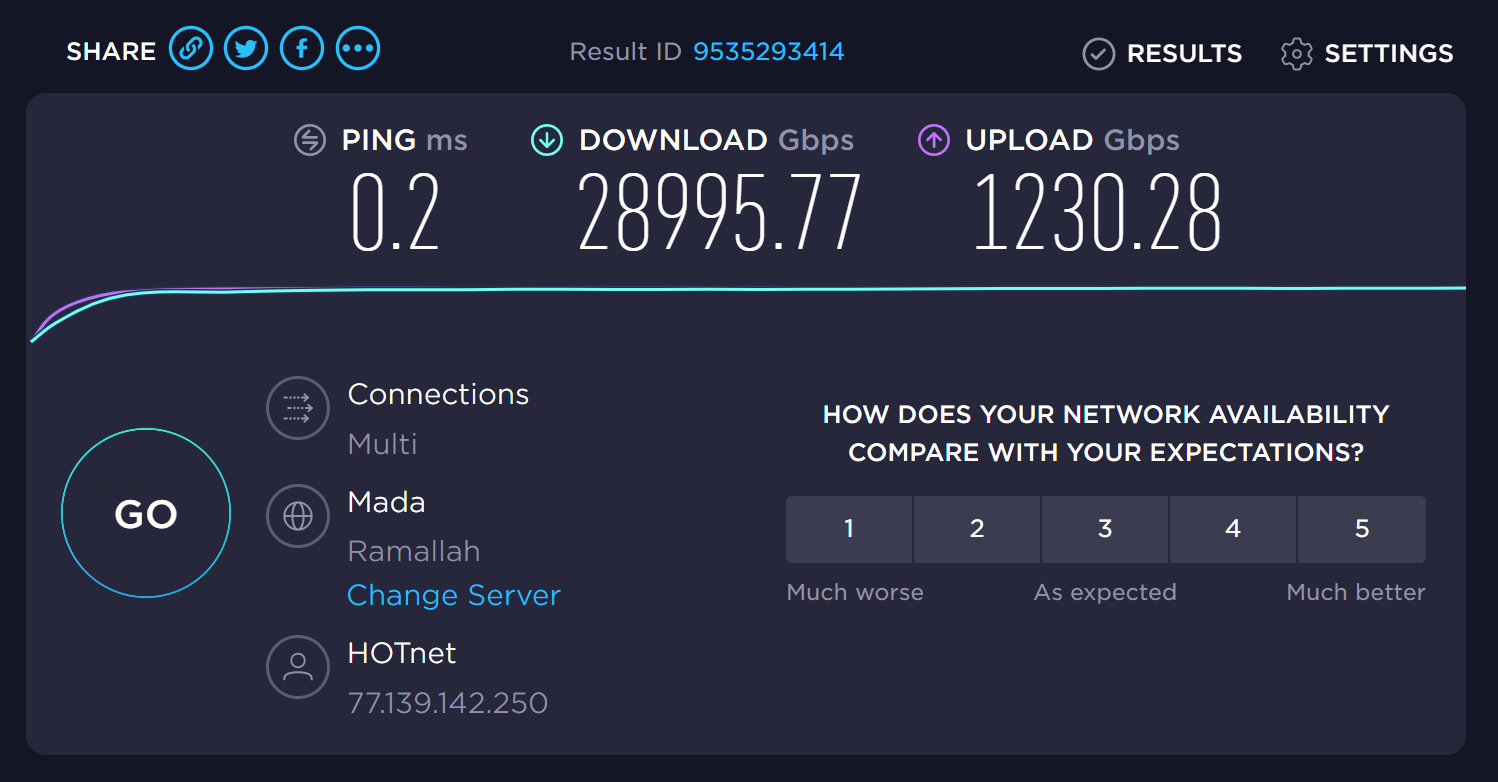 SHARE
Result ID 9535293414
RESULTS
SETTINGS
PING ms
DOWNLOAD Gbps
UPLOAD Gbps
0.2
28995.77
1230.28
GO
Connections
Multi
Mada
Ramallah
Change Server
HOTnet
77.139.142.250
HOW DOES YOUR NETWORK AVAILABILITY
COMPARE WITH YOUR EXPECTATIONS?
1 2 3 4 5
Much worse As expected Much better